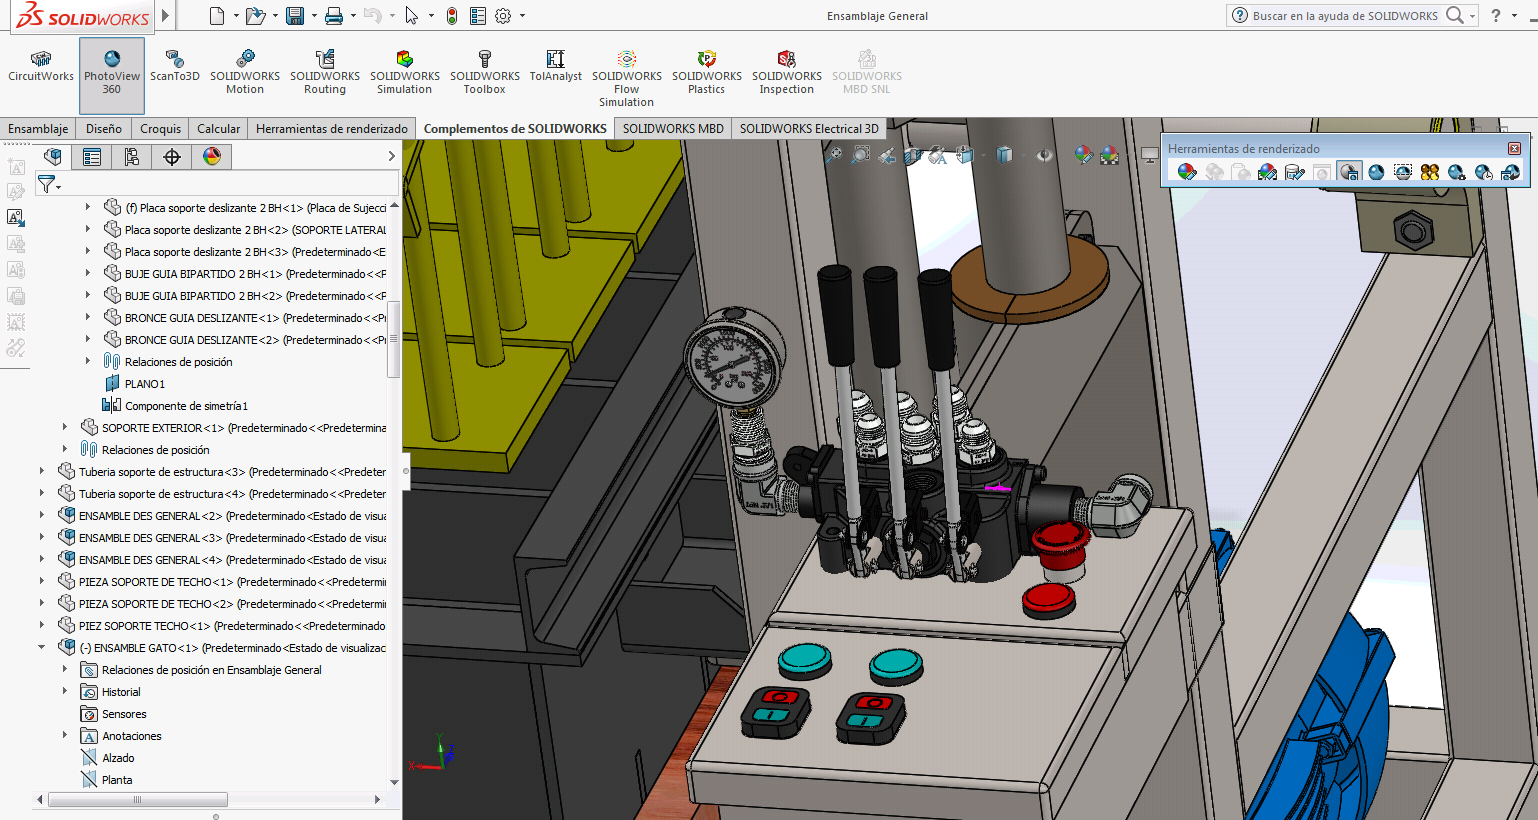 SOLIDWORKS
Ensamblaje General
Buscar en la ayuda de SOLIDWORKS
?
CircuitWorks
PhotoView
360
ScanTo3D
SOLIDWORKS
Motion
SOLIDWORKS
Routing
SOLIDWORKS
Simulation
SOLIDWORKS
Toolbox
TolAnalyst
SOLIDWORKS
Flow
Simulation
SOLIDWORKS
Plastics
SOLIDWORKS
Inspection
SOLIDWORKS
MBD SNL
Ensamblaje
Diseño
Croquis
Calcular
Herramientas de renderizado
Complementos de SOLIDWORKS
SOLIDWORKS MBD
SOLIDWORKS Electrical 3D
Herramientas de renderizado
(f) Placa soporte deslizante 2 BH<1> (Placa de Sujecci
Placa soporte deslizante 2 BH<2> (SOPORTE LATERAL
Placa soporte deslizante 2 BH<3> (Predeterminado<E
BUJE GUIA BIPARTIDO 2 BH<1> (Predeterminado<<P
BUJE GUIA BIPARTIDO 2 BH<2> (Predeterminado<<P
BRONCE GUIA DESLIZANTE<1> (Predeterminado<<Pr
BRONCE GUIA DESLIZANTE<2> (Predeterminado<<Pr
Relaciones de posición
PLANO1
Componente de simetría1
SOPORTE EXTERIOR<1> (Predeterminado<<Predetermina
Relaciones de posición
Tuberia soporte de estructura<3> (Predeterminado<<Predeter
Tuberia soporte de estructura<4> (Predeterminado<<Predeter
ENSAMBLE DES GENERAL<2> (Predeterminado<Estado de visua
ENSAMBLE DES GENERAL<3> (Predeterminado<Estado de visua
ENSAMBLE DES GENERAL<4> (Predeterminado<Estado de visua
PIEZA SOPORTE DE TECHO<1> (Predeterminado<<Predetermi
PIEZA SOPORTE DE TECHO<2> (Predeterminado<<Predetermi
PIEZ SOPORTE TECHO<1> (Predeterminado<<Predeterminado
(-) ENSAMBLE GATO<1> (Predeterminado<Estado de visualizac
Relaciones de posición en Ensamblaje General
Historial
Sensores
Anotaciones
Alzado
Planta